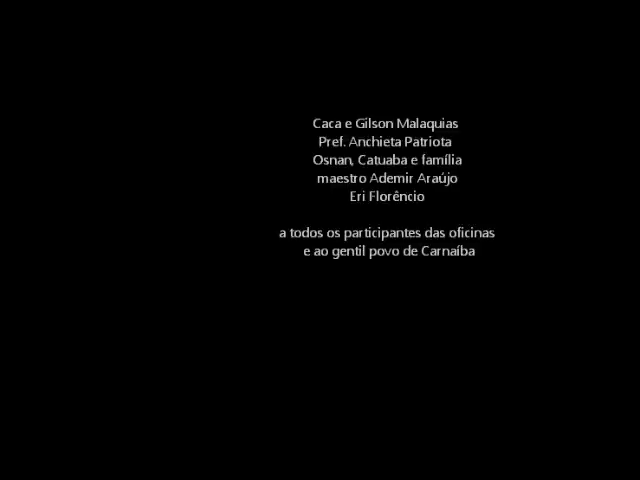 Caca e Gilson Malaquias
Pref. Anchieta Patriota
Osnan, Catuaba e família
maestro Ademir Araújo
Eri Florêncio
a todos os participantes das oficinas
e ao gentil povo de Carnaíba